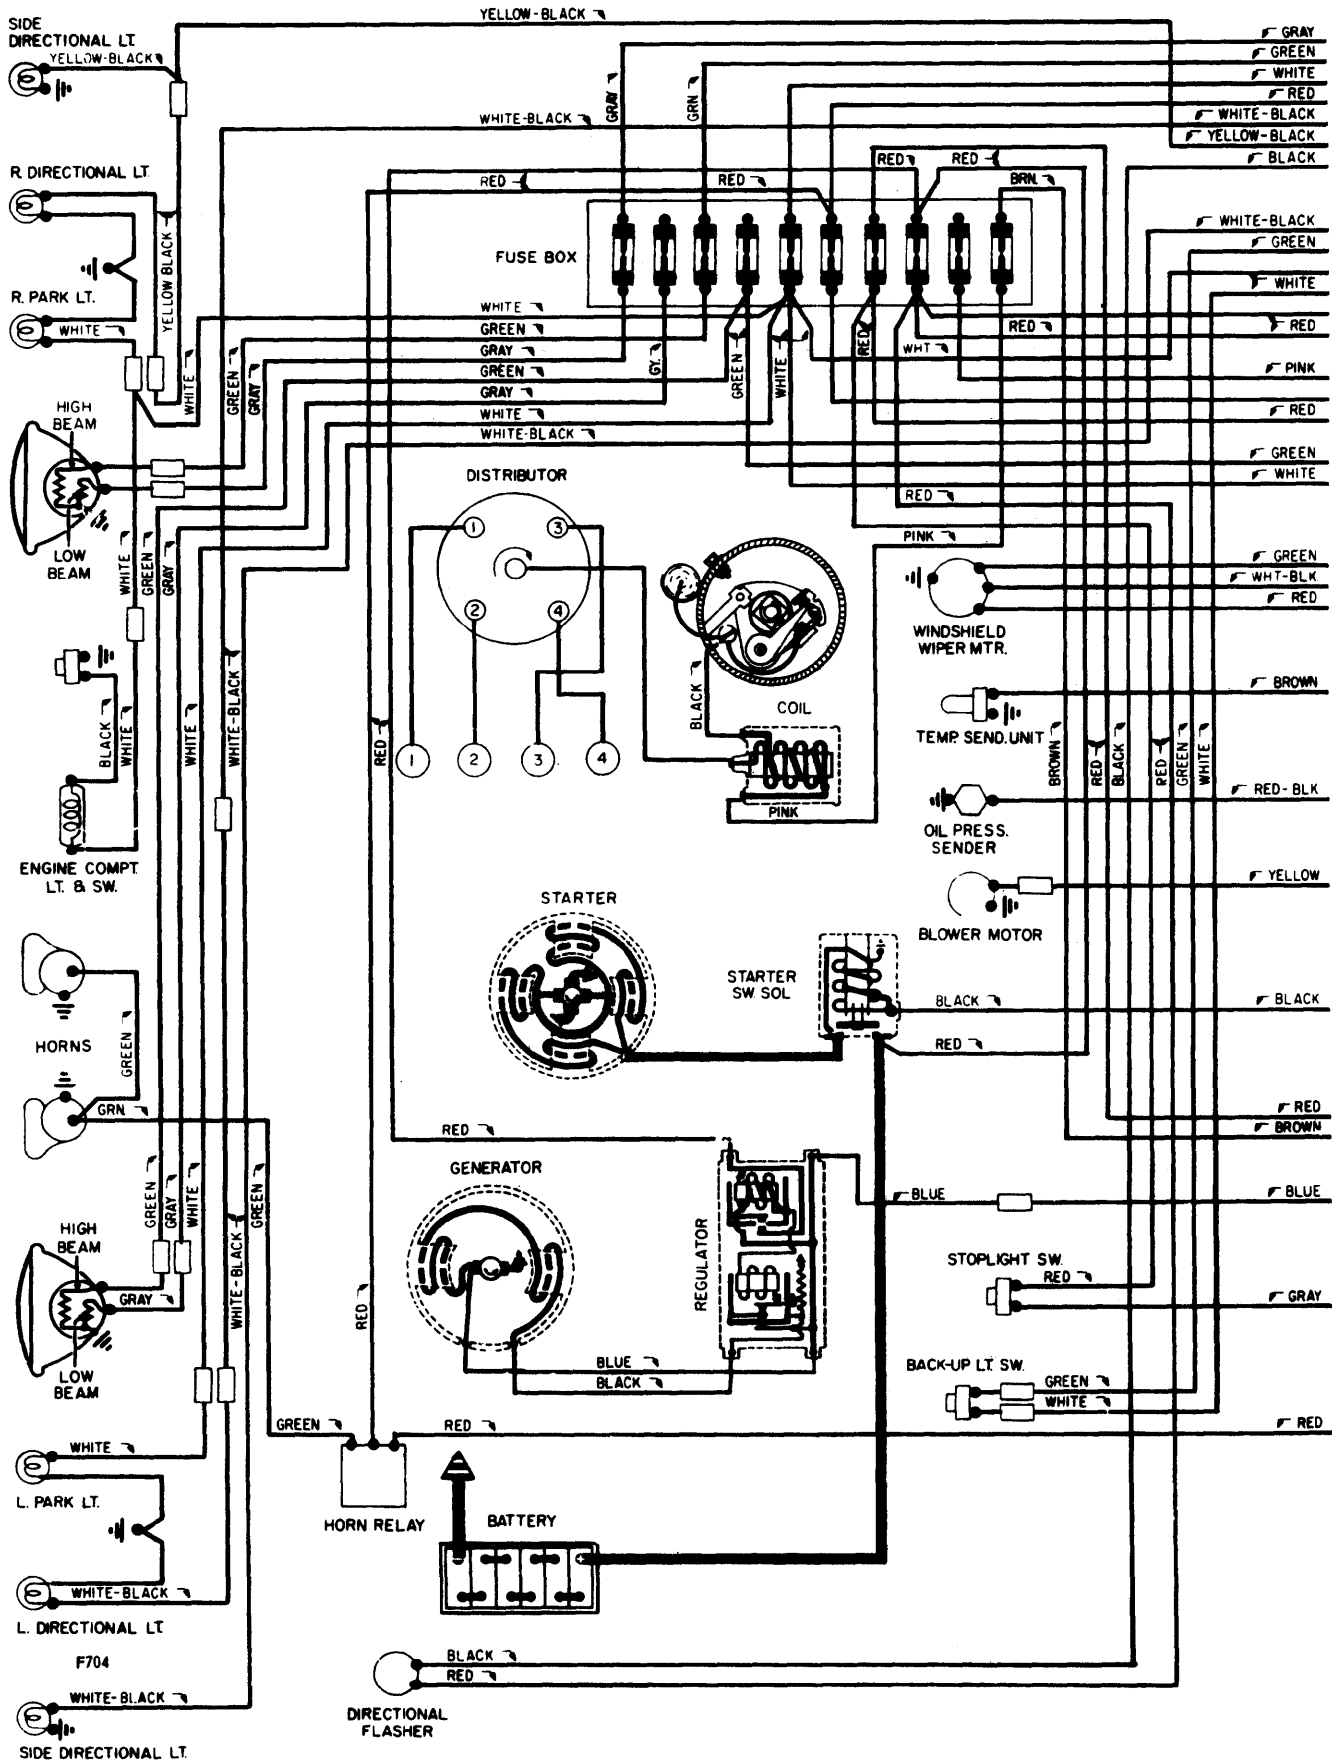 SIDE
DIRECTIONAL LT.
YELLOW-BLACK
YELLOW-BLACK
GRAY
GREEN
WHITE
RED
WHITE-BLACK
YELLOW-BLACK
BLACK
GRAY
GRN
WHITE-BLACK
RED
RED
RED
RED
BRN.
R. DIRECTIONAL LT.
YELLOW BLACK
FUSE BOX
WHITE-BLACK
GREEN
WHITE
RED
PINK
RED
GREEN
WHITE
R. PARK LT.
WHITE
WHITE
GREEN
GRAY
GREEN
GRAY
WHITE
WHITE-BLACK
WHITE
GREEN
GRAY
GY.
GREEN
WHITE
RED
WHT
RED
RED
HIGH
BEAM
LOW
BEAM
WHITE
GREEN
GRAY
DISTRIBUTOR
1
3
2
4
1
2
3
4
PINK
BLACK
COIL
PINK
GREEN
WHT-BLK
RED
WINDSHIELD
WIPER MTR.
BROWN
TEMP. SEND. UNIT
BLACK
WHITE
WHITE
WHITE-BLACK
RED
BROWN
RED
BLACK
RED
GREEN
WHITE
RED-BLK
OIL PRESS.
SENDER
ENGINE COMPT.
LT. & SW.
YELLOW
BLOWER MOTOR
STARTER
STARTER
SW. SOL
BLACK
BLACK
RED
HORNS
GREEN
GRN
RED
RED
BROWN
GENERATOR
REGULATOR
BLUE
BLUE
GREEN
GRAY
WHITE
GREEN
WHITE-BLACK
HIGH
BEAM
GRAY
LOW
BEAM
RED
STOPLIGHT SW.
RED
GRAY
BLUE
BLACK
BACK-UP LT. SW.
GREEN
WHITE
GREEN
RED
RED
WHITE
L. PARK LT.
HORN RELAY
BATTERY
WHITE-BLACK
L. DIRECTIONAL LT.
F704
BLACK
RED
WHITE-BLACK
DIRECTIONAL
FLASHER
SIDE DIRECTIONAL LT.